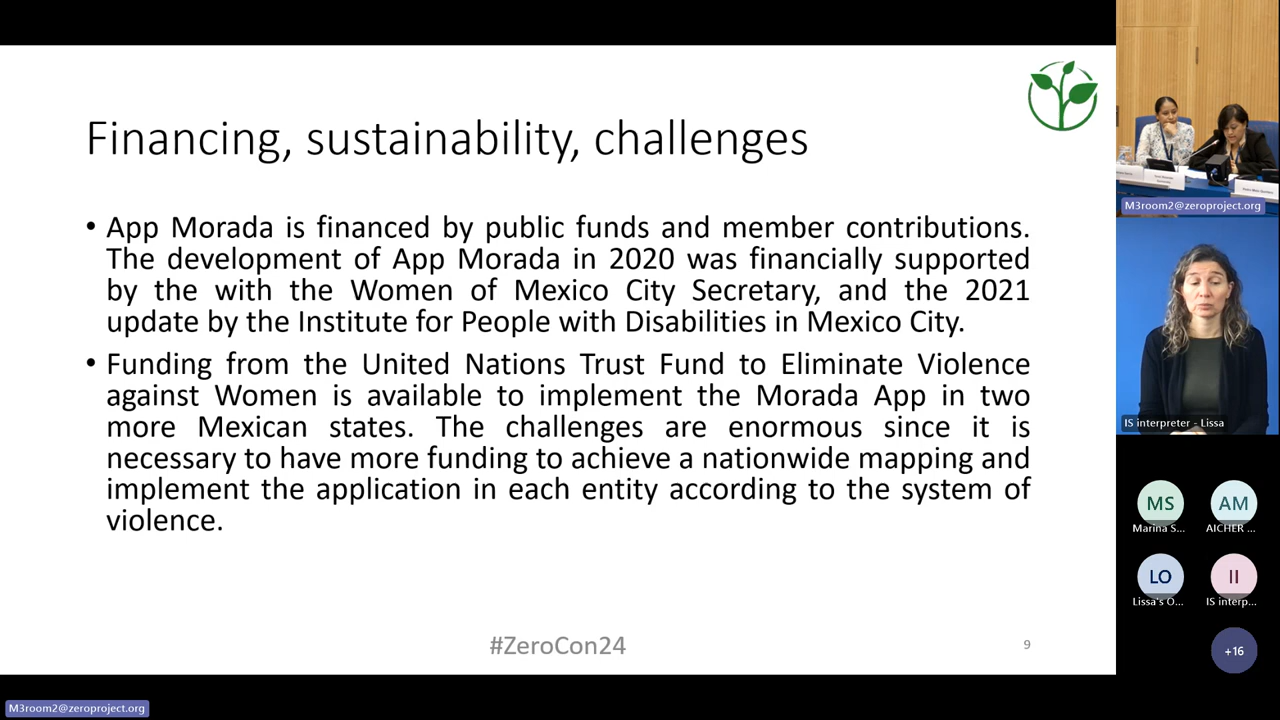 Financing, sustainability, challenges
• App Morada is financed by public funds and member contributions.
The development of App Morada in 2020 was financially supported
by the with the Women of Mexico City Secretary, and the 2021
update by the Institute for People with Disabilities in Mexico City.
• Funding from the United Nations Trust Fund to Eliminate Violence
against Women is available to implement the Morada App in two
more Mexican states. The challenges are enormous since it is
necessary to have more funding to achieve a nationwide mapping and
implement the application in each entity according to the system of
violence.
#ZeroCon24
9
M3room2@zeroproject.org
M3room2@zeroproject.org
IS interpreter - Lissa
MS
AM
Marina S...
AICHER ...
LO
II
Lissa's O...
IS interp...
+16